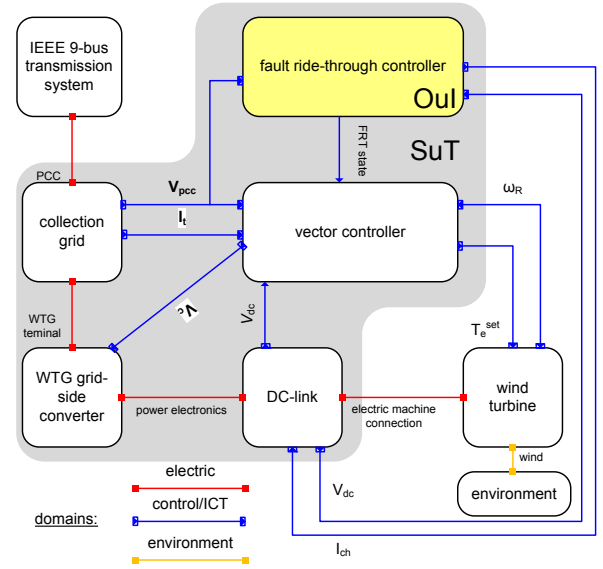 IEEE 9-bus
transmission
system
fault ride-through controller
OuI
SuT
FRT state
PCC
V_pcc
I_t
collection
grid
vector controller
ω_R
V_c
V_dc
T_e^set
WTG
teminal
WTG grid-
side
converter
power electronics
DC-link
electric machine
connection
wind
turbine
wind
environment
V_dc
I_ch
electric
control/ICT
domains:
environment